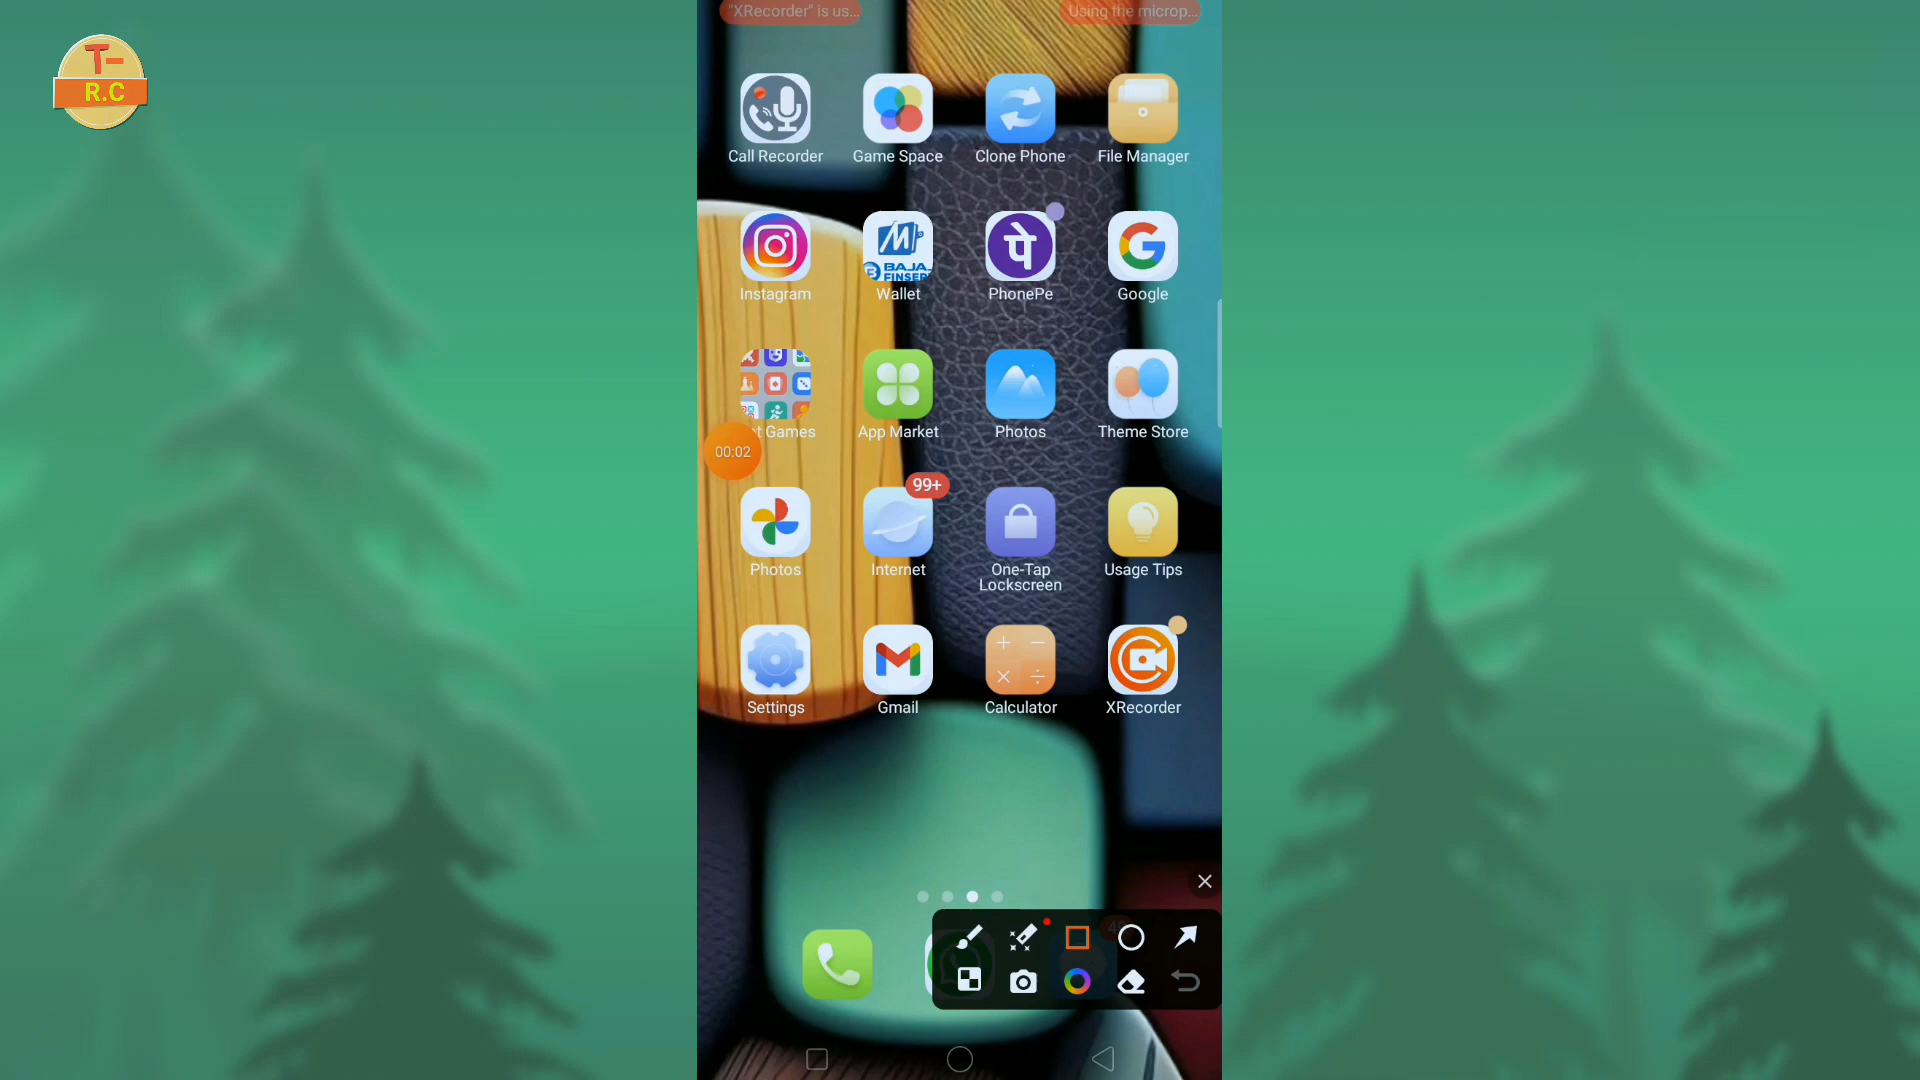 "XRecorder" is us...
Using the microp...
T-
R.C
Call Recorder
Game Space
Clone Phone
File Manager
पे
BAJA
FINSER
Instagram
Wallet
PhonePe
Google
t Games
App Market
Photos
Theme Store
00:02
99+
Photos
Internet
One-Tap
Lockscreen
Usage Tips
Settings
Gmail
Calculator
XRecorder